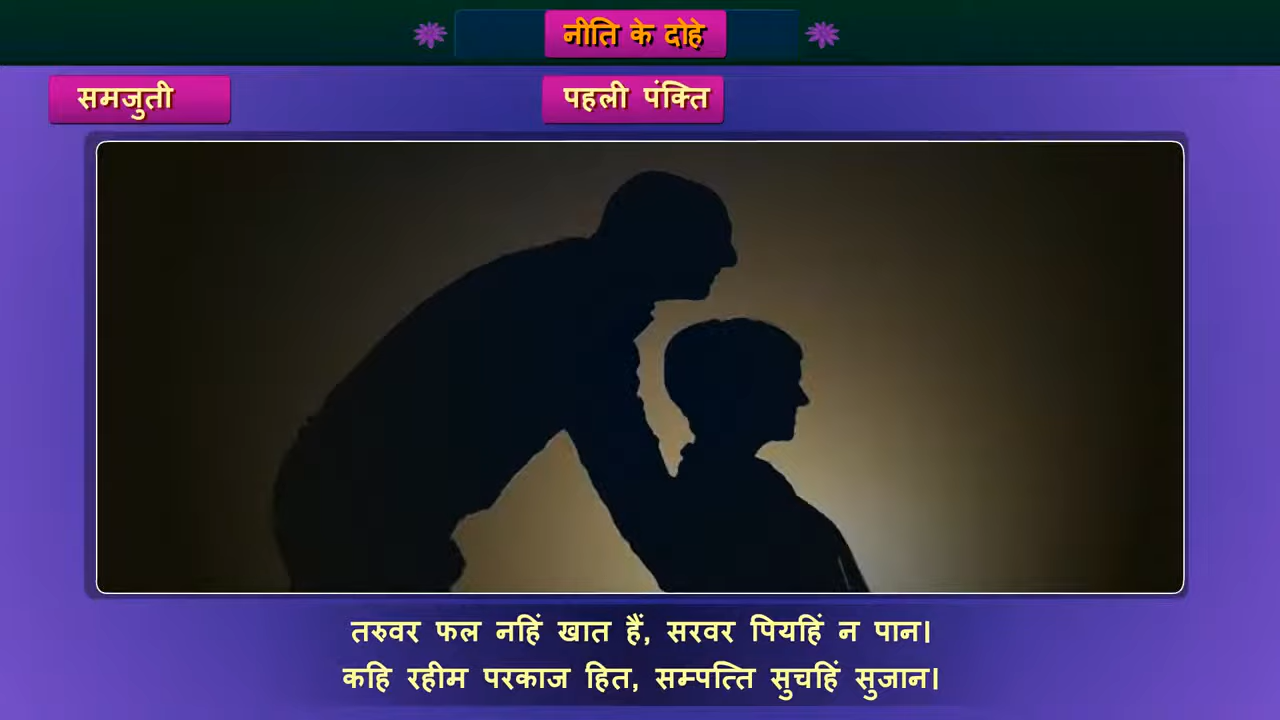 नीति के दोहे
समजुती
पहली पंक्ति
तरुवर फल नहिं खात हैं, सरवर पियहिं न पान।
कहि रहीम परकाज हित, सम्पत्ति सुचहिं सुजान।